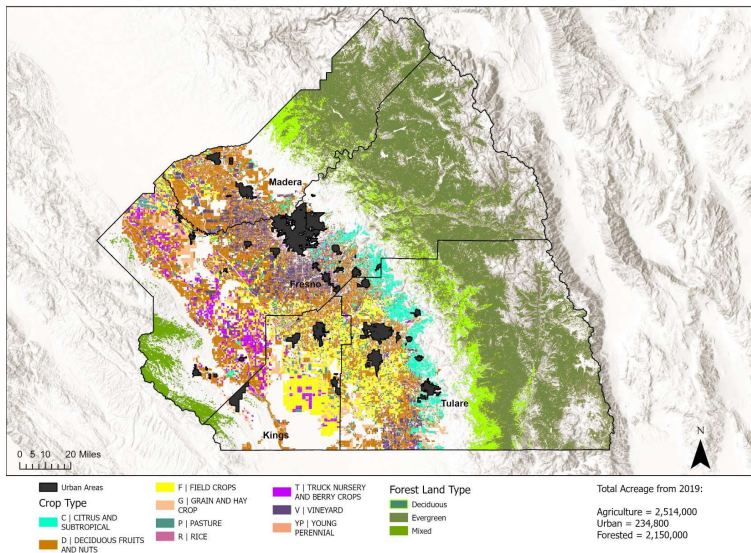 Madera
Fresno
Tulare
Kings
N
0 5 10 20 Miles
Urban Areas
Crop Type
C | CITRUS AND
SUBTROPICAL
D | DECIDUOUS FRUITS
AND NUTS
F | FIELD CROPS
G | GRAIN AND HAY
CROP
P | PASTURE
R | RICE
T | TRUCK NURSERY
AND BERRY CROPS
V | VINEYARD
YP | YOUNG
PERENNIAL
Forest Land Type
Deciduous
Evergreen
Mixed
Total Acreage from 2019:
Agriculture = 2,514,000
Urban = 234,800
Forested = 2,150,000